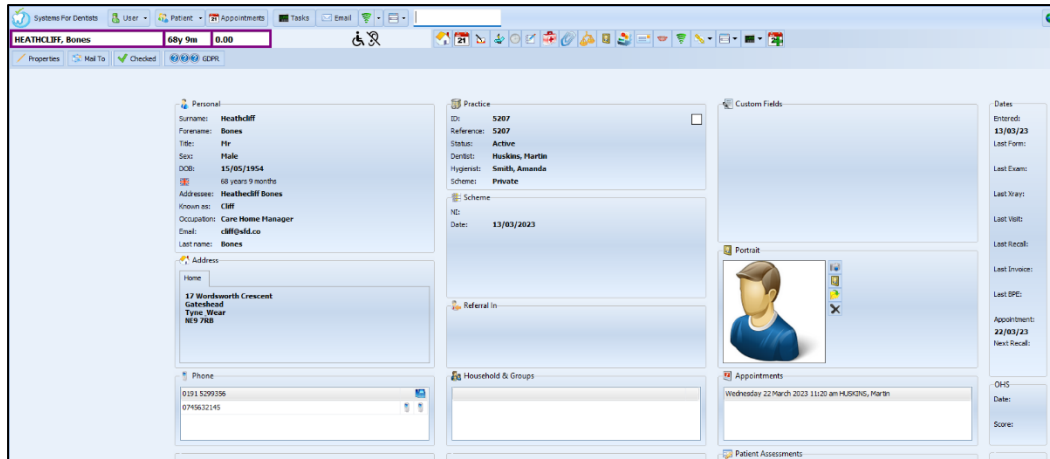 Systems For Dentists User Patient 21 Appointments Tasks Email
HEATHCLIFF, Bones 68y 9m 0.00
21
Properties Mail To Checked ??? GDPR
Personal
Surname: Heathcliff
Forename: Bones
Title: Mr
Sex: Male
DOB: 15/05/1954
68 years 9 months
Addressee: Heathecliff Bones
Known as: Cliff
Occupation: Care Home Manager
Email: cliff@sfd.co
Last name: Bones
Address
Home
17 Wordsworth Crescent
Gateshead
Tyne_Wear
NE9 7RB
Phone
0191 5299356
0745632145
Practice
ID: 5207
Reference: 5207
Status: Active
Dentist: Huskins, Martin
Hygienist: Smith, Amanda
Scheme: Private
Scheme
NI:
Date: 13/03/2023
Referral In
Household & Groups
Custom Fields
Portrait
Appointments
Wednesday 22 March 2023 11:20 am HUSKINS, Martin
Patient Assessments
Dates
Entered:
13/03/23
Last Form:
Last Exam:
Last Xray:
Last Visit:
Last Recall:
Last Invoice:
Last BPE:
Appointment:
22/03/23
Next Recall:
OHS
Date:
Score: